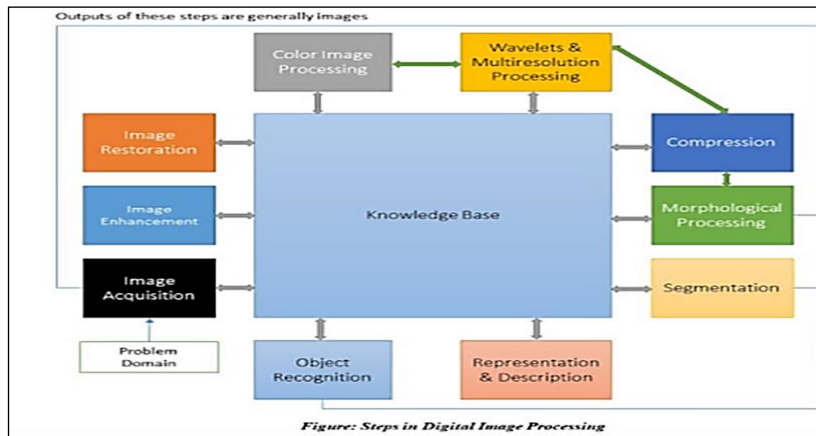 Outputs of these steps are generally images
Color Image
Processing
Wavelets &
Multiresolution
Processing
Image
Restoration
Compression
Image
Enhancement
Knowledge Base
Morphological
Processing
Image
Acquisition
Segmentation
Problem
Domain
Object
Recognition
Representation
& Description
Figure: Steps in Digital Image Processing